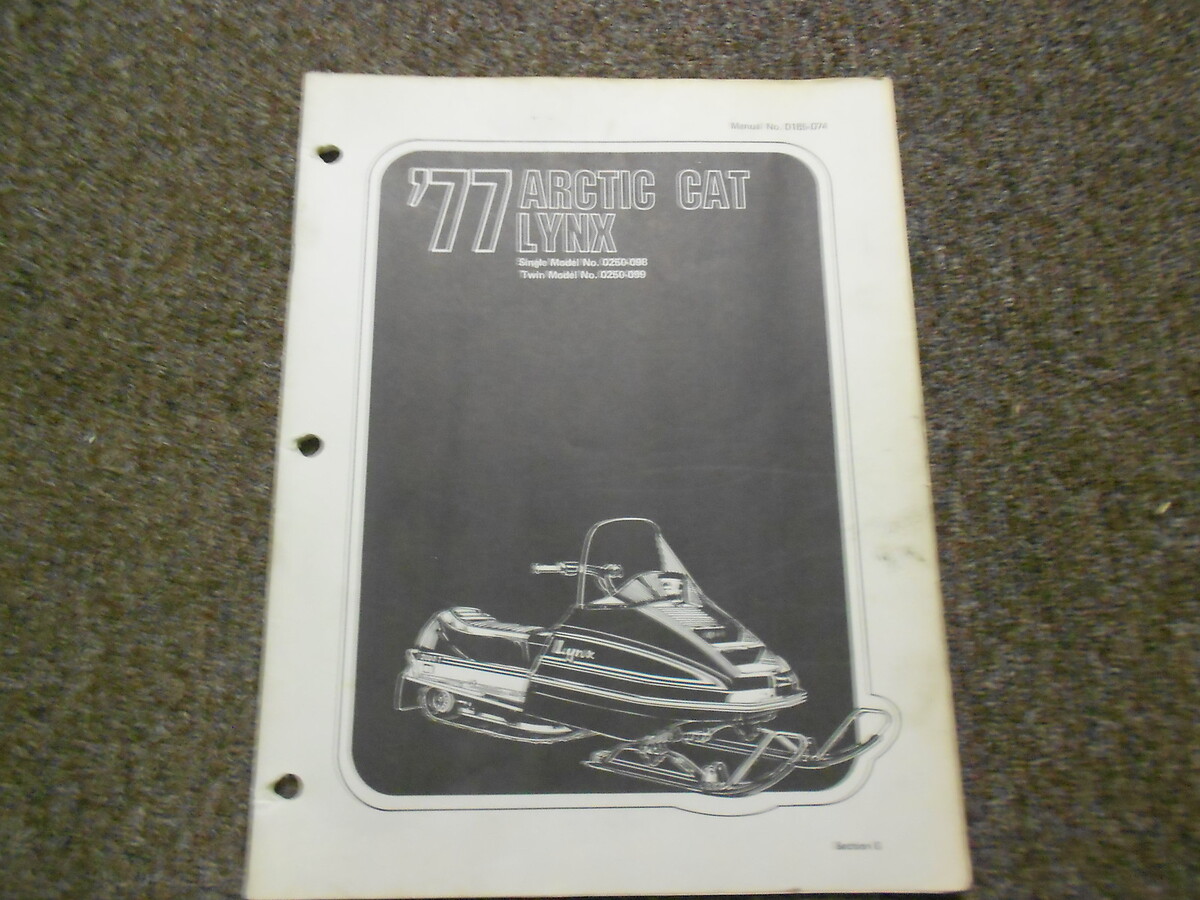 Manual No. 0185-074
'77 ARCTIC CAT
LYNX
Single Model No. 0250-098
Twin Model No. 0250-099
Lynx
Section